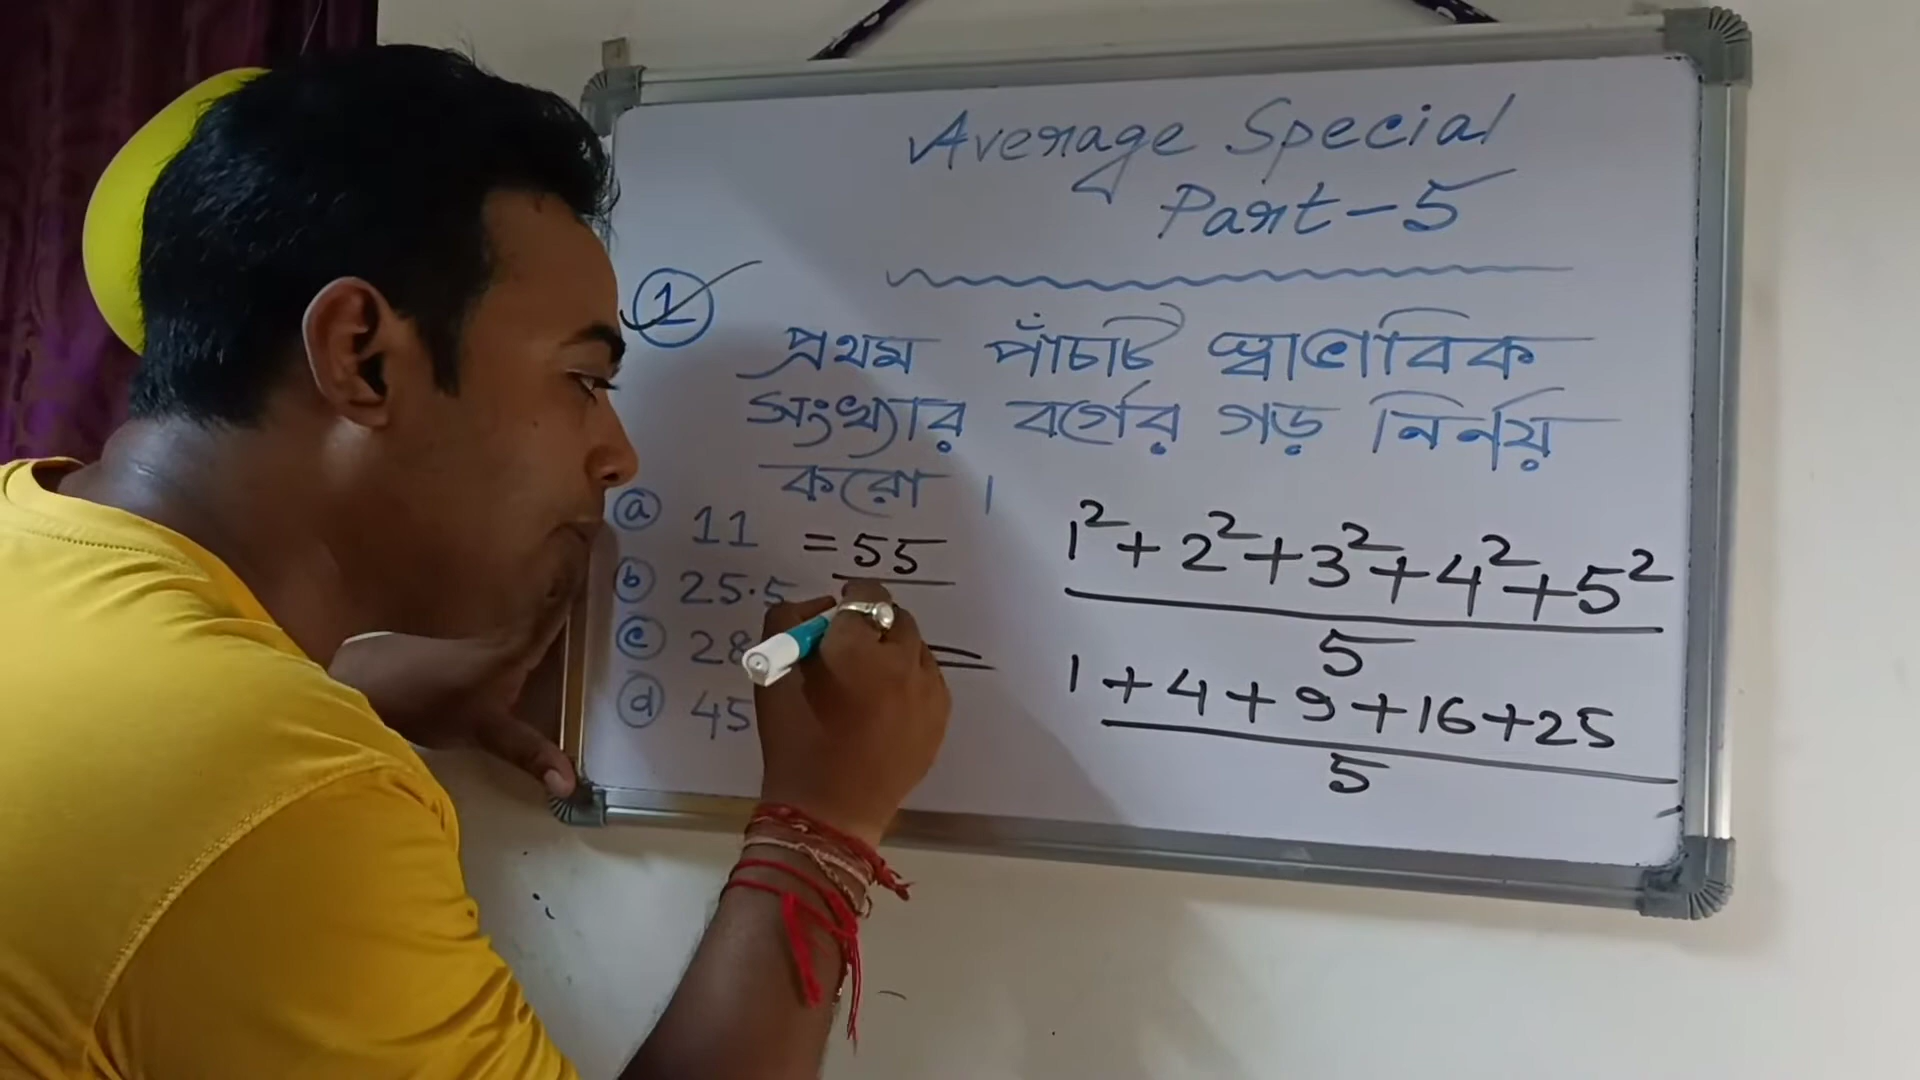 Average Special
Part-5
1
প্রথম পাঁচটি স্বাভাবিক
সংখ্যার বর্গের গড় নির্নয়
করো ।
a 11
b 25.5
c 28
d 45
= 55
1² + 2² + 3² + 4² + 5²
5
=
1 + 4 + 9 + 16 + 25
5